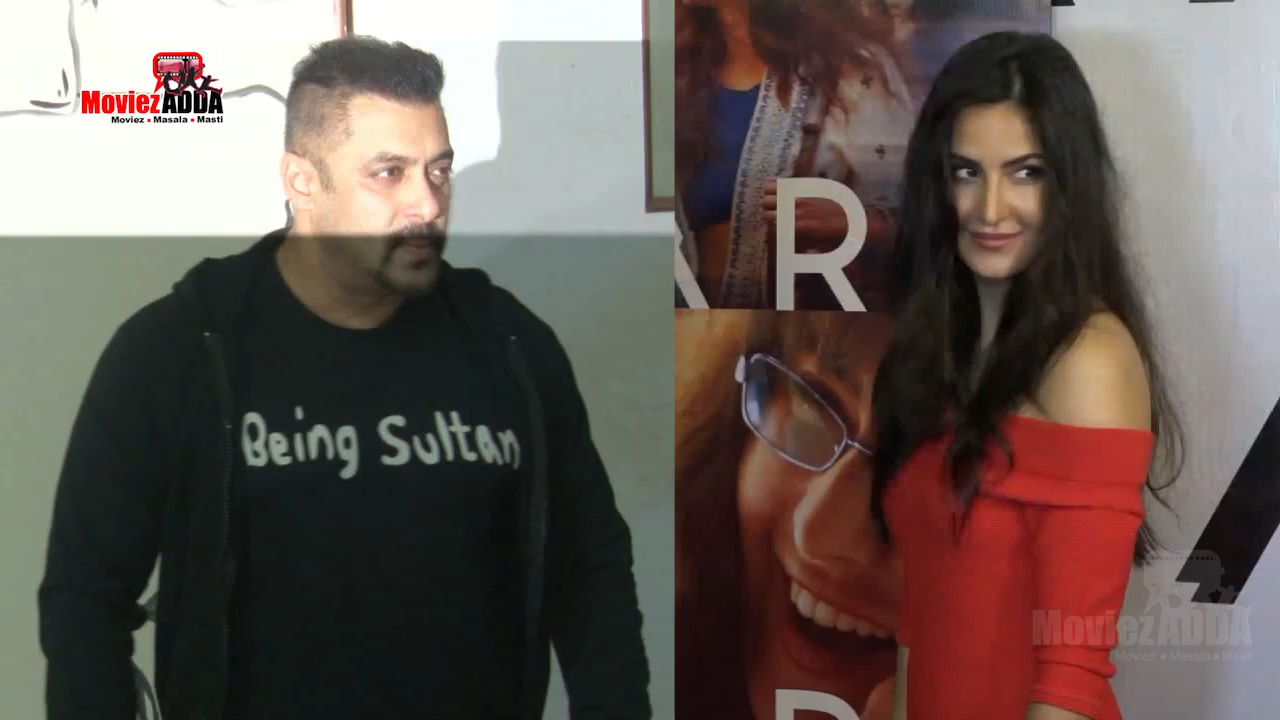 MoviezADDA
Moviez ▪ Masala ▪ Masti
R
Being Sultan
MoviezADDA
Moviez ▪ Masala ▪ Masti